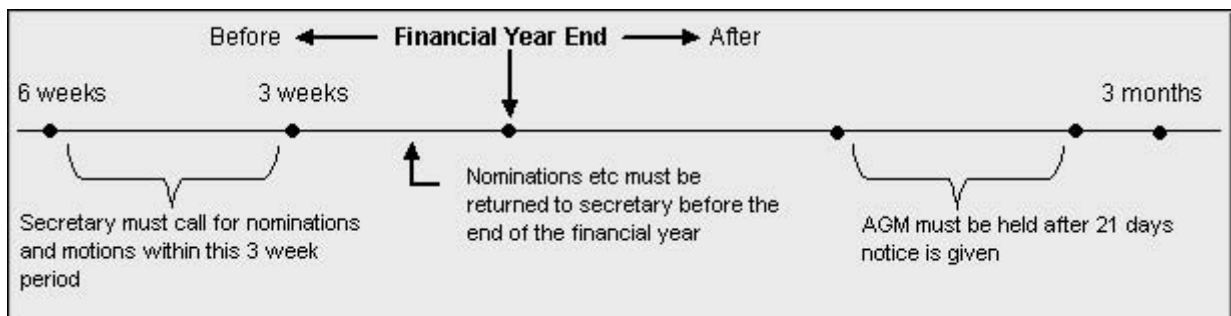 Before Financial Year End After
6 weeks 3 weeks 3 months
Secretary must call for nominations
and motions within this 3 week
period
Nominations etc must be
returned to secretary before the
end of the financial year
AGM must be held after 21 days
notice is given